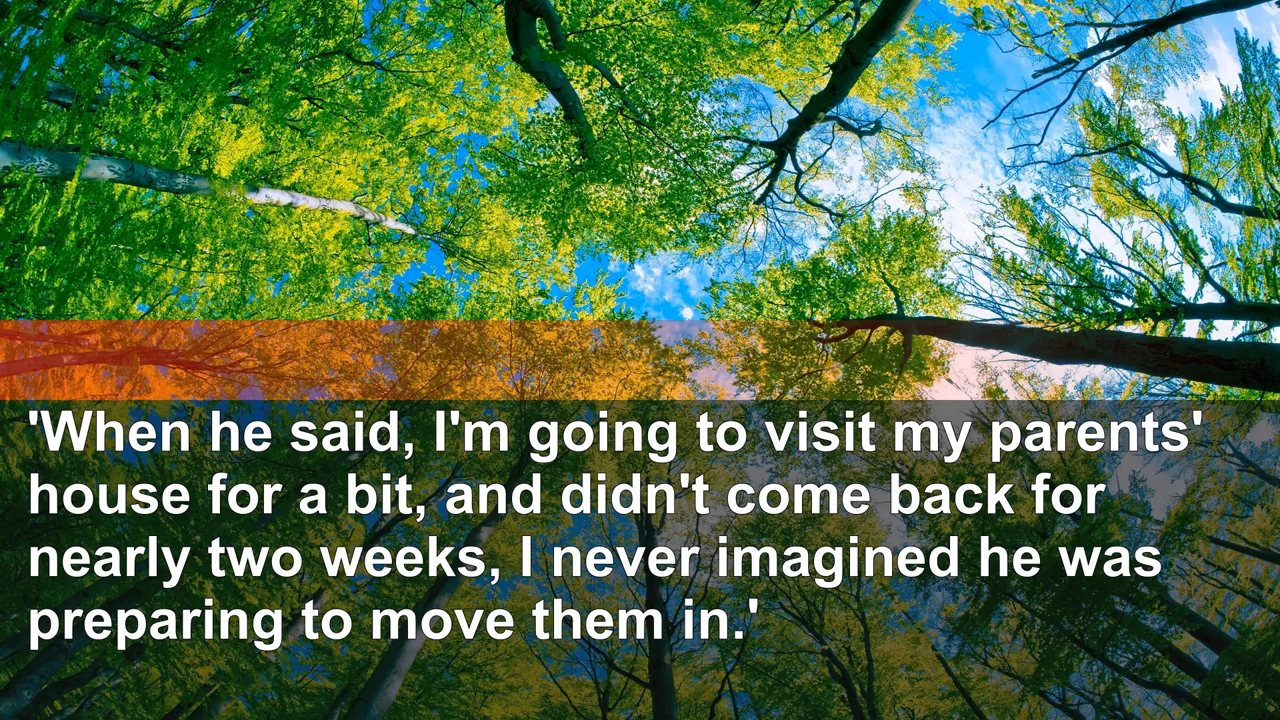 'When he said, I'm going to visit my parents'
house for a bit, and didn't come back for
nearly two weeks, I never imagined he was
preparing to move them in.'